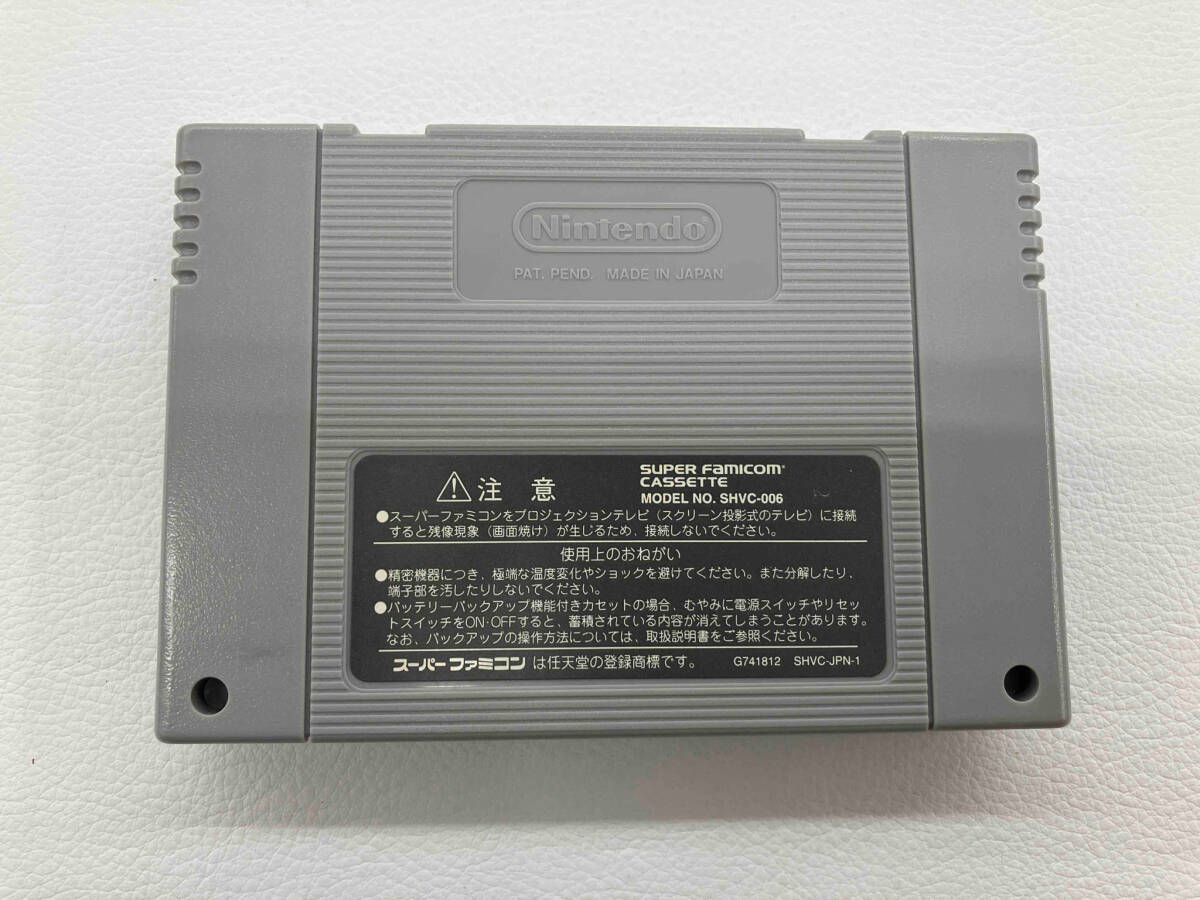 Nintendo
PAT. PEND. MADE IN JAPAN
注 意
SUPER FAMICOM
CASSETTE
MODEL NO. SHVC-006
●スーパーファミコンをプロジェクションテレビ（スクリーン投影式のテレビ）に接続
すると残像現象（画面焼け）が生じるため、接続しないでください。
使用上のおねがい
●精密機器につき、極端な温度変化やショックを避けてください。また分解したり、
端子部を汚したりしないでください。
●バッテリーバックアップ機能付きカセットの場合、むやみに電源スイッチやリセッ
トスイッチをON・OFFすると、蓄積されている内容が消えてしまうことがあります。
なお、バックアップの操作方法については、取扱説明書をご参照ください。
スーパーファミコン は任天堂の登録商標です。 G741812 SHVC-JPN-1